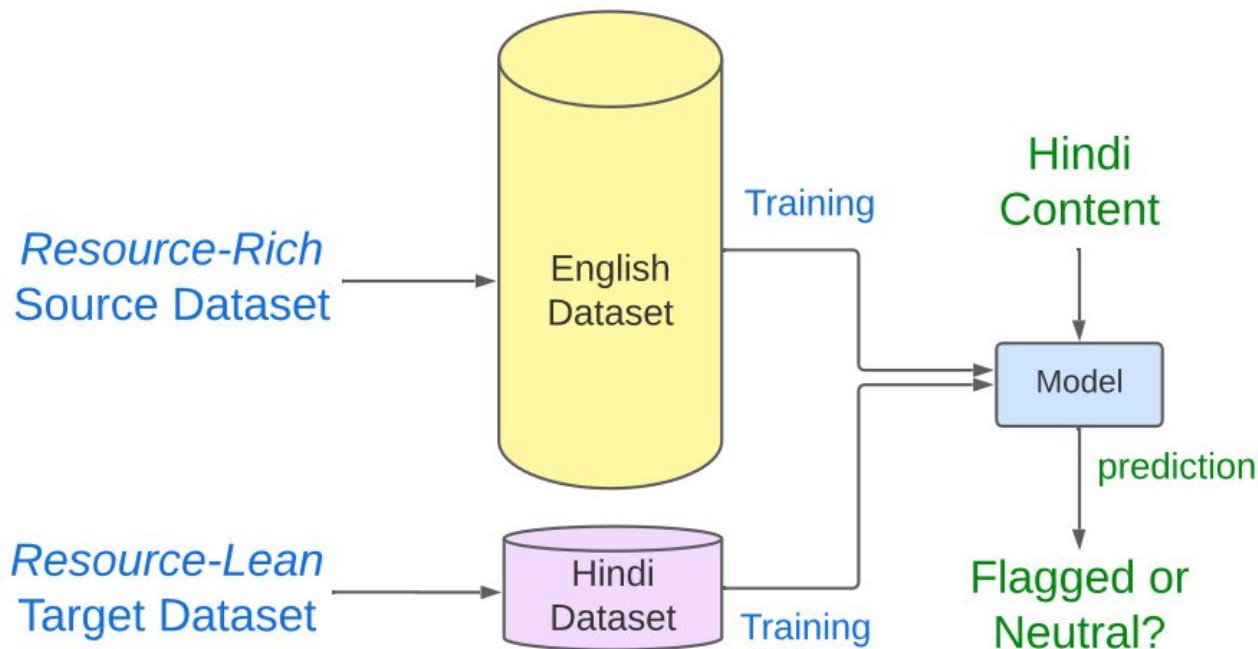 Resource-Rich
Source Dataset
English
Dataset
Training
Hindi
Content
Model
prediction
Resource-Lean
Target Dataset
Hindi
Dataset
Training
Flagged or
Neutral?